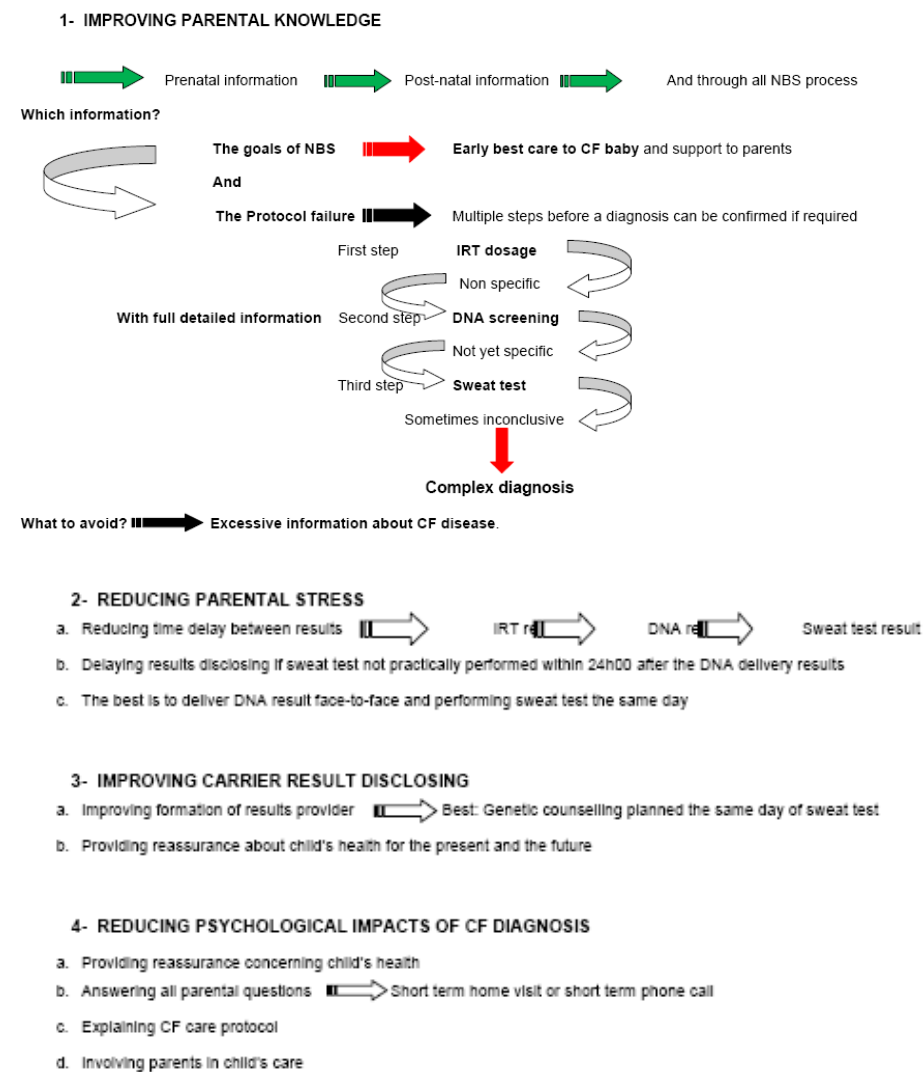 1- IMPROVING PARENTAL KNOWLEDGE
Prenatal information Post-natal information And through all NBS process
Which information?
The goals of NBS Early best care to CF baby and support to parents
And
The Protocol failure Multiple steps before a diagnosis can be confirmed if required
First step IRT dosage
Non specific
With full detailed information Second step DNA screening
Not yet specific
Third step Sweat test
Sometimes inconclusive
Complex diagnosis
What to avoid? Excessive information about CF disease.
2- REDUCING PARENTAL STRESS
a. Reducing time delay between results IRT DNA Sweat test result
b. Delaying results disclosing if sweat test not practically performed within 24h00 after the DNA delivery results
c. The best is to deliver DNA result face-to-face and performing sweat test the same day
3- IMPROVING CARRIER RESULT DISCLOSING
a. Improving formation of results provider Best: Genetic counselling planned the same day of sweat test
b. Providing reassurance about child's health for the present and the future
4- REDUCING PSYCHOLOGICAL IMPACTS OF CF DIAGNOSIS
a. Providing reassurance concerning child's health
b. Answering all parental questions Short term home visit or short term phone call
c. Explaining CF care protocol
d. Involving parents in child's care